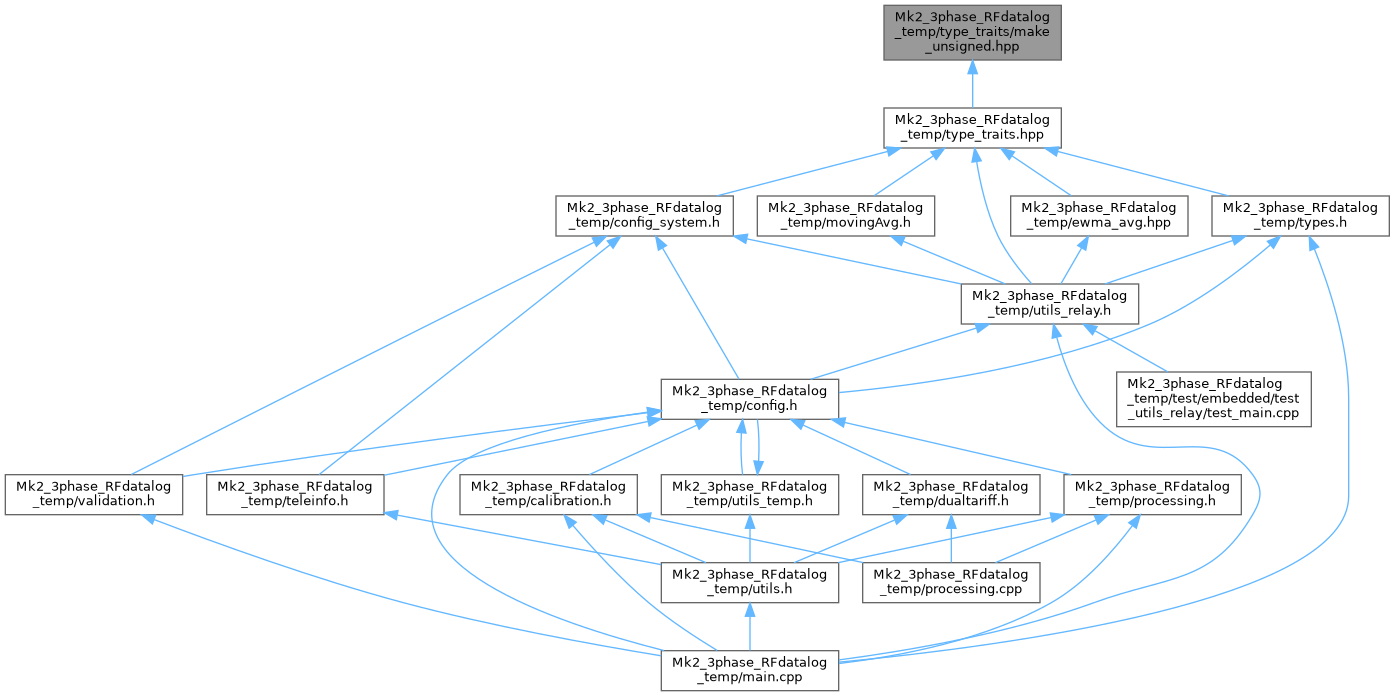 Mk2_3phase_RFdatalog
_temp/type_traits/make
_unsigned.hpp
Mk2_3phase_RFdatalog
_temp/type_traits.hpp
Mk2_3phase_RFdatalog
_temp/config_system.h
Mk2_3phase_RFdatalog
_temp/movingAvg.h
Mk2_3phase_RFdatalog
_temp/ewma_avg.hpp
Mk2_3phase_RFdatalog
_temp/types.h
Mk2_3phase_RFdatalog
_temp/utils_relay.h
Mk2_3phase_RFdatalog
_temp/config.h
Mk2_3phase_RFdatalog
_temp/test/embedded/test
_utils_relay/test_main.cpp
Mk2_3phase_RFdatalog
_temp/validation.h
Mk2_3phase_RFdatalog
_temp/teleinfo.h
Mk2_3phase_RFdatalog
_temp/calibration.h
Mk2_3phase_RFdatalog
_temp/utils_temp.h
Mk2_3phase_RFdatalog
_temp/dualtariff.h
Mk2_3phase_RFdatalog
_temp/processing.h
Mk2_3phase_RFdatalog
_temp/utils.h
Mk2_3phase_RFdatalog
_temp/processing.cpp
Mk2_3phase_RFdatalog
_temp/main.cpp